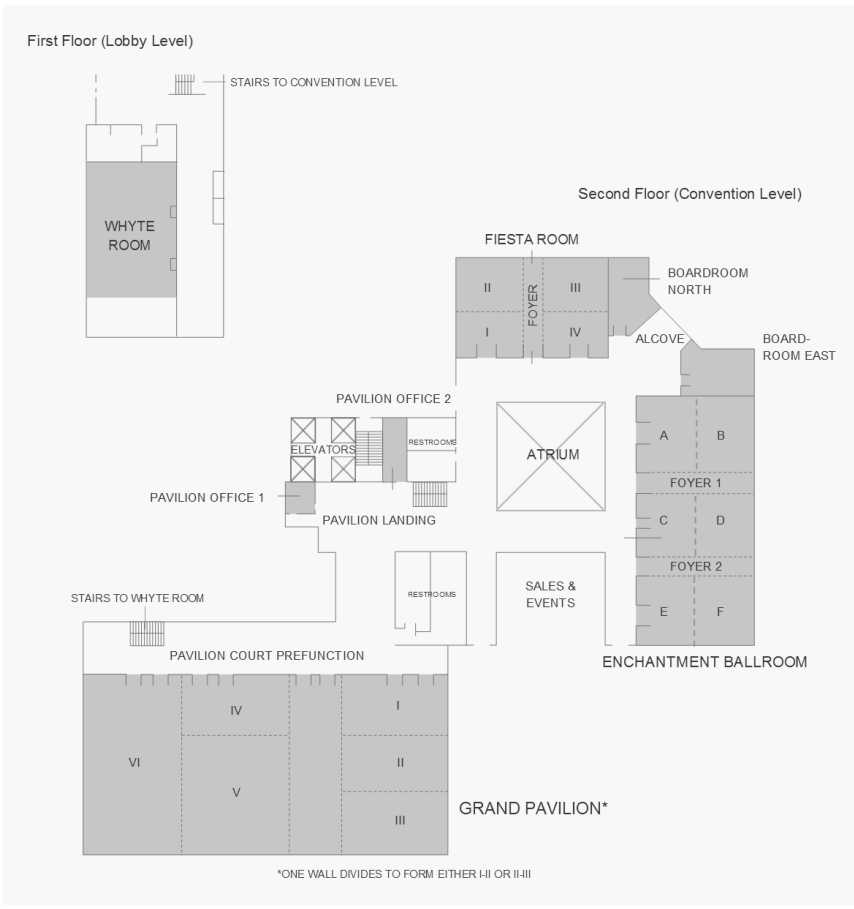 First Floor (Lobby Level)
STAIRS TO CONVENTION LEVEL
WHYTE
ROOM
Second Floor (Convention Level)
FIESTA ROOM
II
FOYER
III
I
IV
BOARDROOM
NORTH
ALCOVE
BOARD-
ROOM EAST
PAVILION OFFICE 2
ELEVATORS
RESTROOMS
ATRIUM
A
B
FOYER 1
PAVILION OFFICE 1
PAVILION LANDING
C
D
FOYER 2
RESTROOMS
SALES &
EVENTS
E
F
STAIRS TO WHYTE ROOM
PAVILION COURT PREFUNCTION
ENCHANTMENT BALLROOM
IV
I
VI
II
V
III
GRAND PAVILION*
*ONE WALL DIVIDES TO FORM EITHER I-II OR II-III